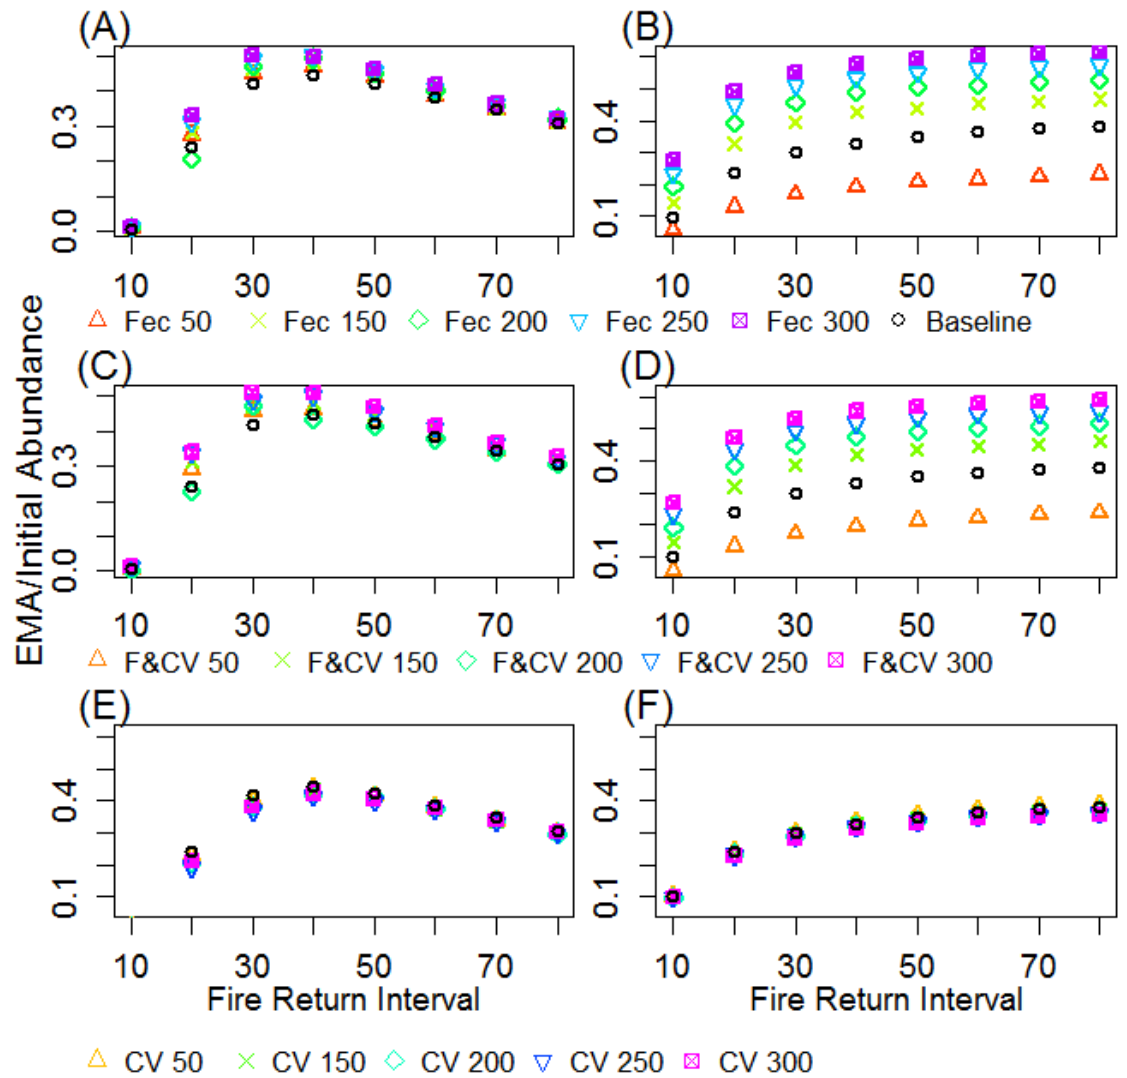 (A) (B)
0.3 0.0 0.4 0.1
10 30 50 70 10 30 50 70
Fec 50 Fec 150 Fec 200 Fec 250 Fec 300 Baseline
EMA/Initial Abundance
(C) (D)
0.3 0.0 0.4 0.1
10 30 50 70 10 30 50 70
F&CV 50 F&CV 150 F&CV 200 F&CV 250 F&CV 300
(E) (F)
0.4 0.1 0.4 0.1
10 30 50 70 10 30 50 70
Fire Return Interval Fire Return Interval
CV 50 CV 150 CV 200 CV 250 CV 300